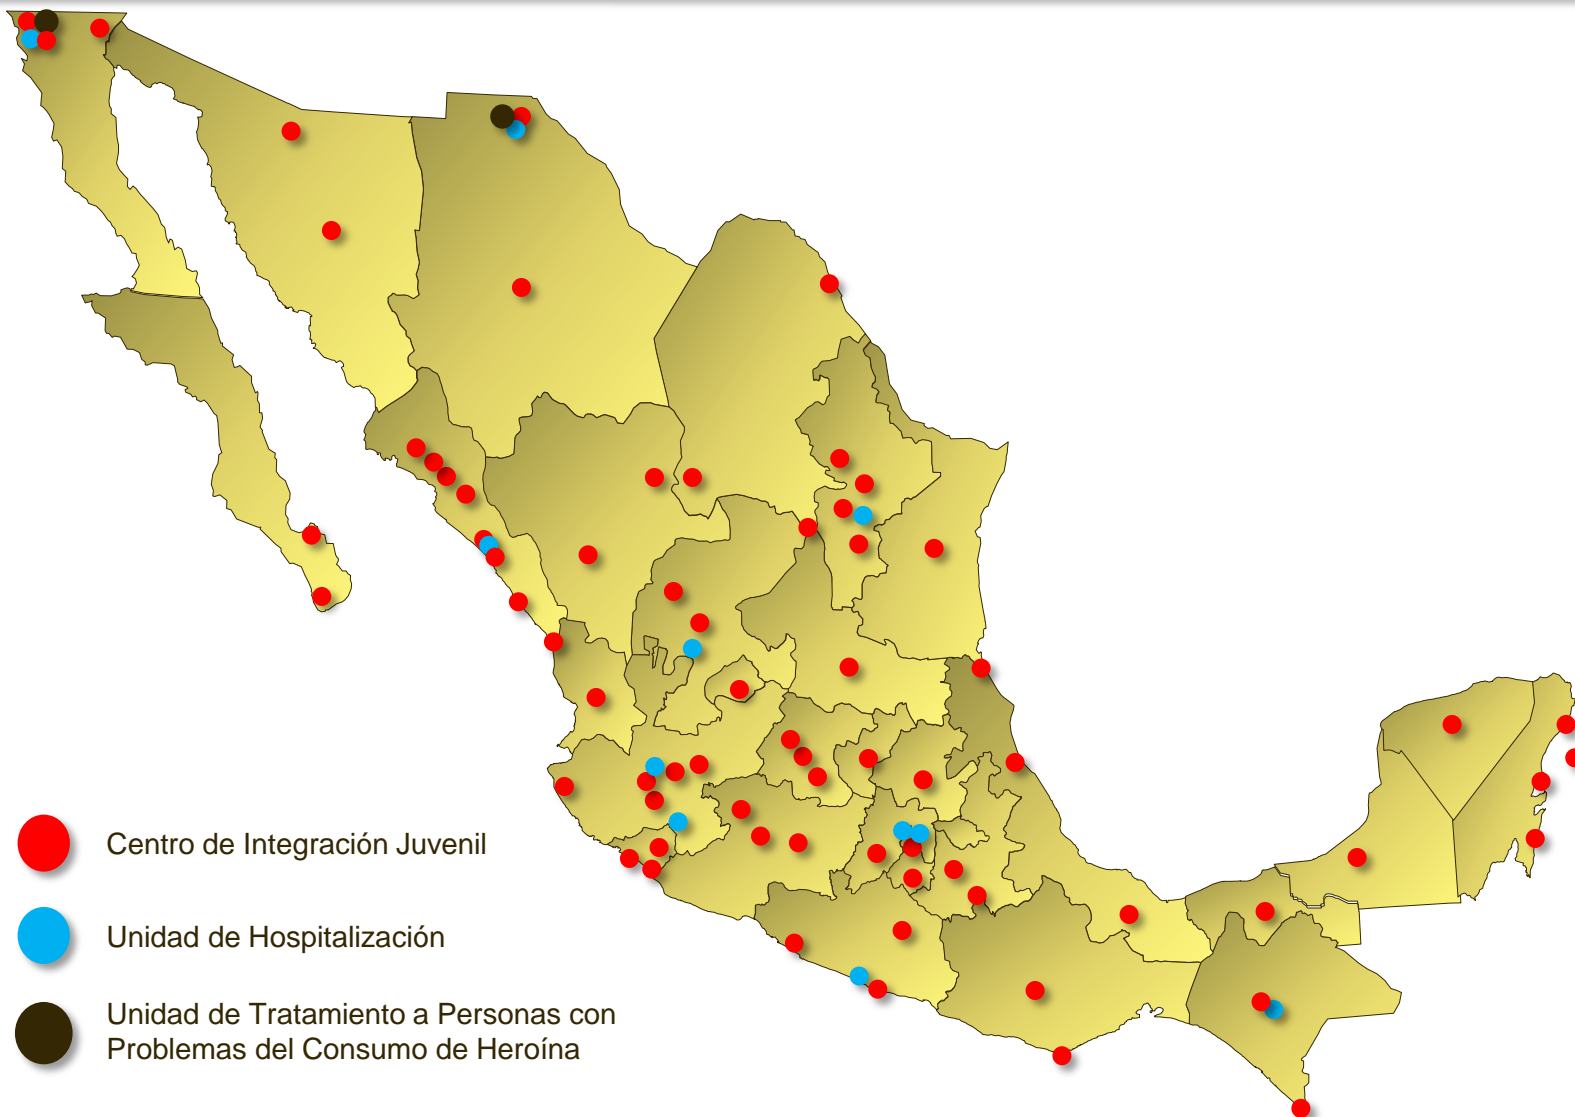 Centro de Integración Juvenil
Unidad de Hospitalización
Unidad de Tratamiento a Personas con
Problemas del Consumo de Heroína